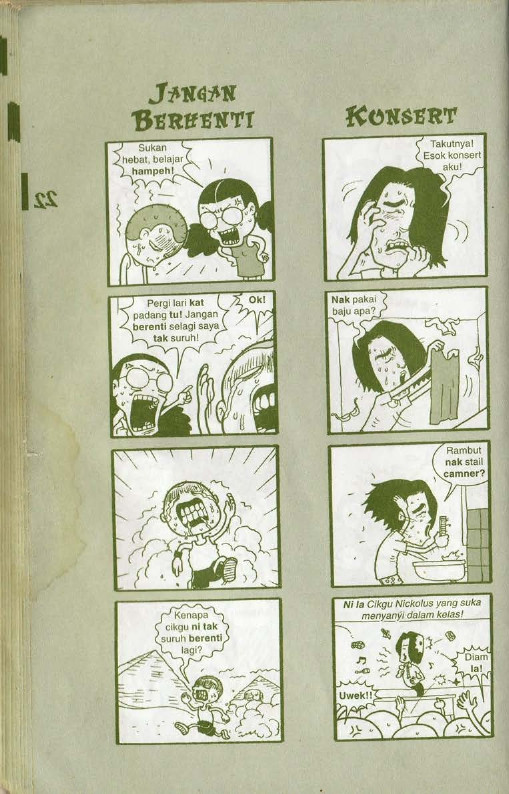 JANGAN
BERHENTI
Sukan
hebat, belajar
hampeh!
Pergi lari kat
padang tu! Jangan
berenti selagi saya
tak suruh!
Ok!
Kenapa
cikgu ni tak
suruh berenti
lagi?
KONSERT
Takutnya!
Esok konsert
aku!
Nak pakai
baju apa?
Rambut
nak stail
camner?
Ni la Cikgu Nickolus yang suka
menyanyi dalam kelas!
Diam
la!
Uwek!!
22